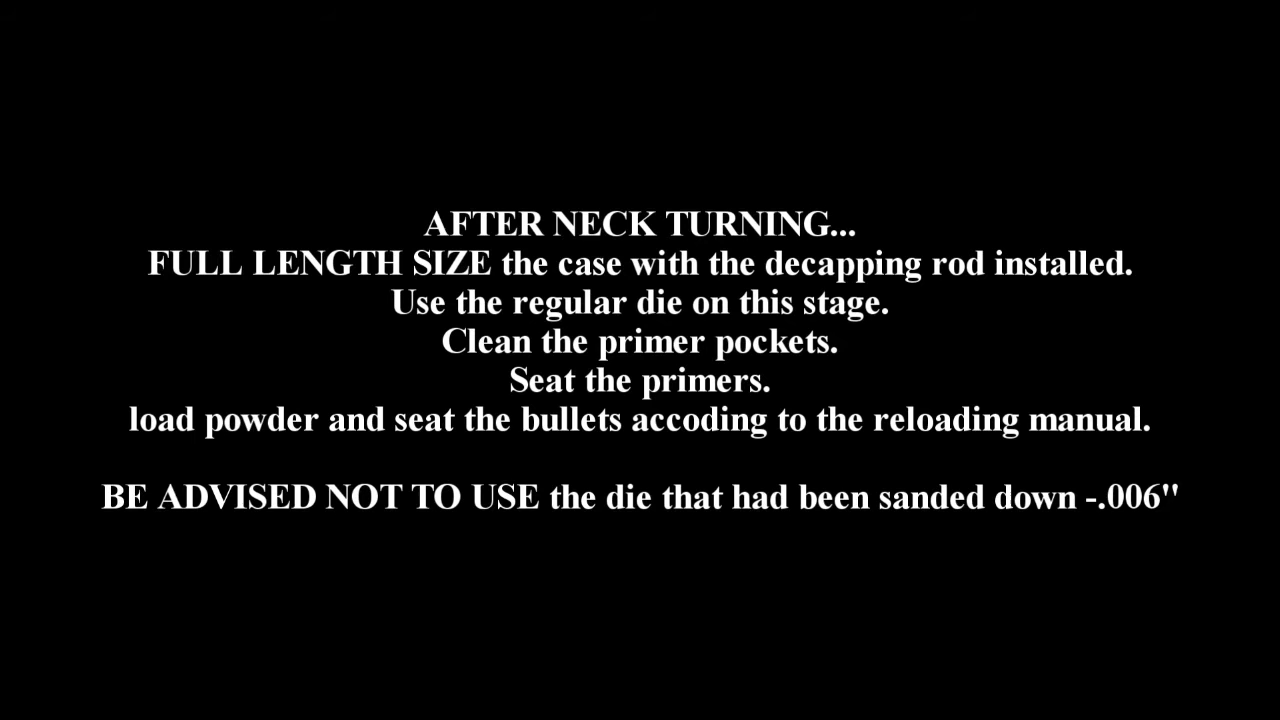 AFTER NECK TURNING...
FULL LENGTH SIZE the case with the decapping rod installed.
Use the regular die on this stage.
Clean the primer pockets.
Seat the primers.
load powder and seat the bullets accoding to the reloading manual.
BE ADVISED NOT TO USE the die that had been sanded down -.006"